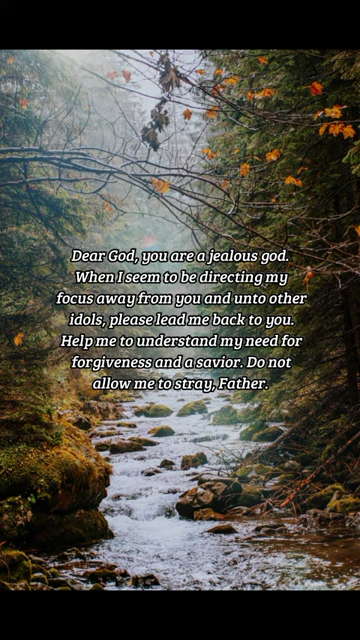 Dear God, you are a jealous god.
When I seem to be directing my
focus away from you and unto other
idols, please lead me back to you.
Help me to understand my need for
forgiveness and a savior. Do not
allow me to stray, Father.